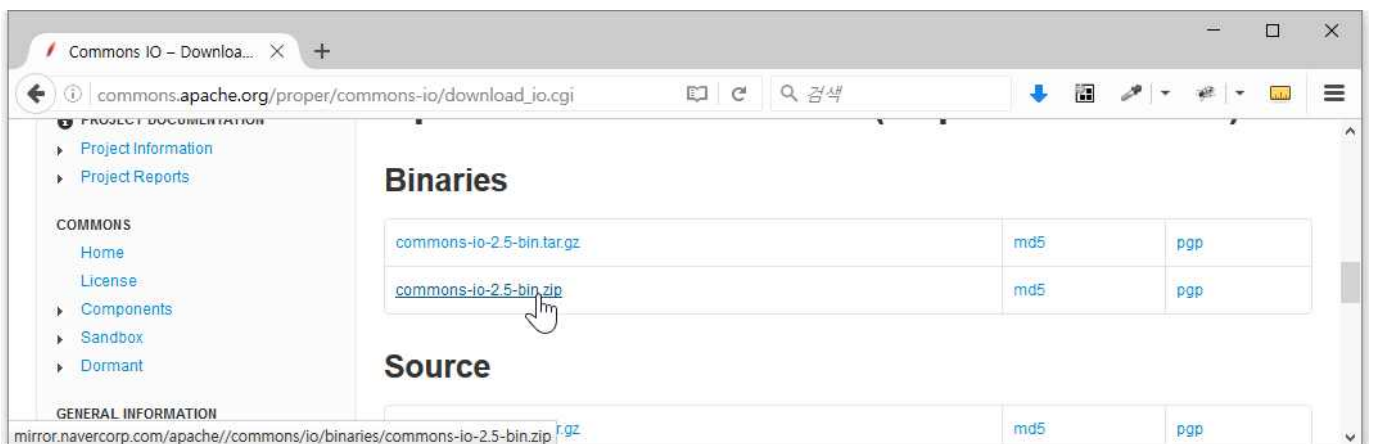 Commons IO – Downloa...
commons.apache.org/proper/commons-io/download_io.cgi
검색
PROJECT DOCUMENTATION
Project Information
Project Reports
COMMONS
Home
License
Components
Sandbox
Dormant
GENERAL INFORMATION
Binaries
commons-io-2.5-bin.tar.gz md5 pgp
commons-io-2.5-bin.zip md5 pgp
Source
r.gz md5 pgp
mirror.navercorp.com/apache//commons/io/binaries/commons-io-2.5-bin.zip